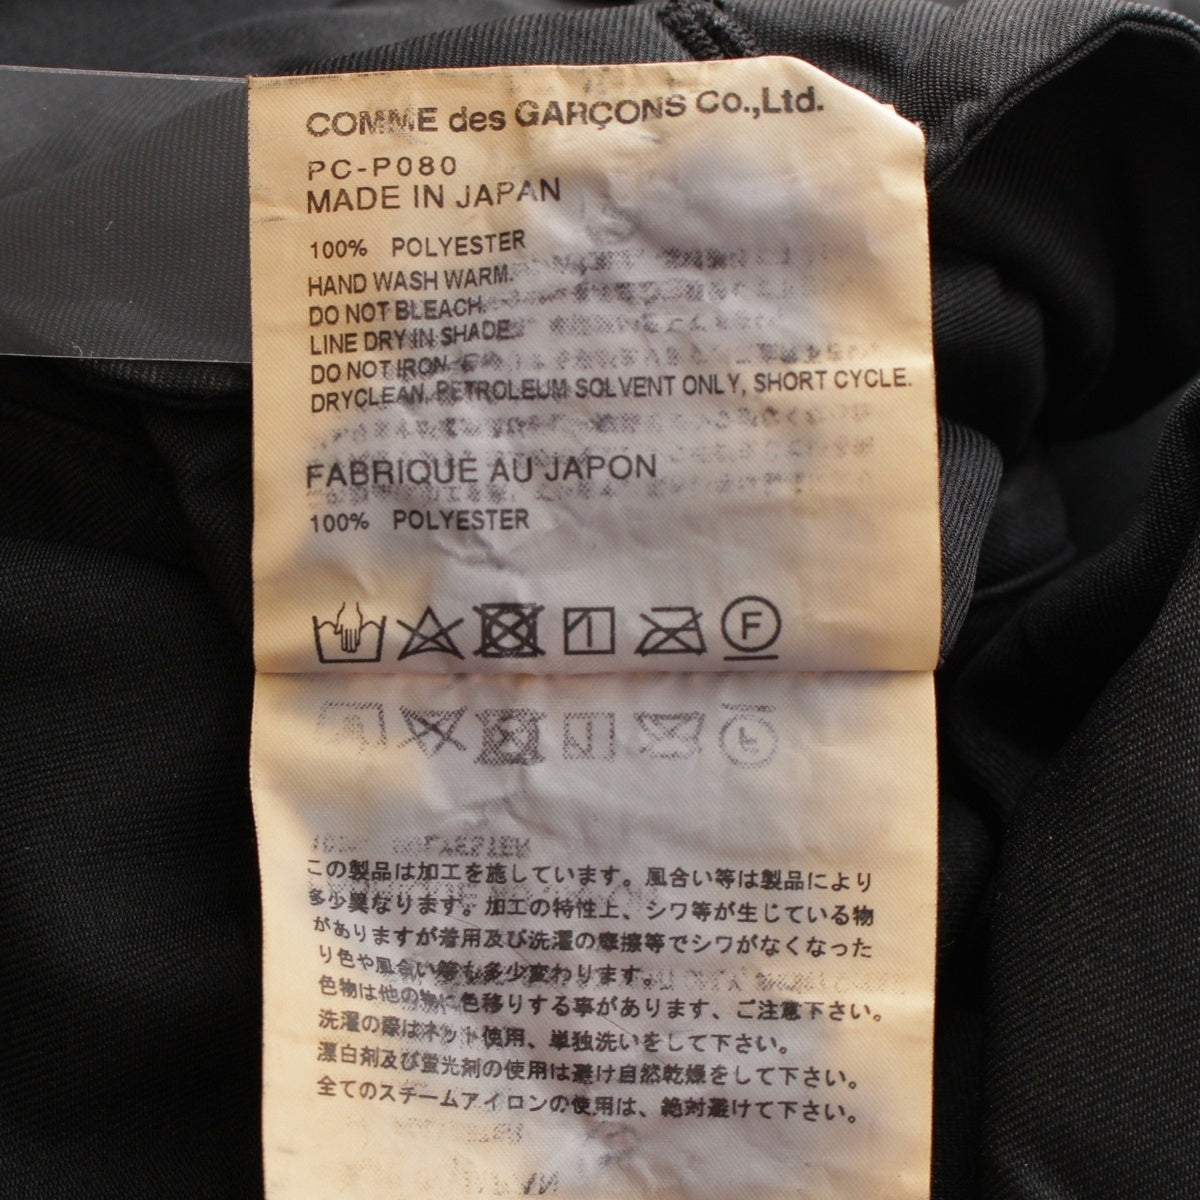 COMME des GARÇONS Co.,Ltd.
PC-P080
MADE IN JAPAN
100% POLYESTER
HAND WASH WARM.
DO NOT BLEACH.
LINE DRY IN SHADE.
DO NOT IRON.
DRYCLEAN, PETROLEUM SOLVENT ONLY, SHORT CYCLE.
FABRIQUE AU JAPON
100% POLYESTER
F
この製品は加工を施しています。風合い等は製品により
多少異なります。加工の特性上、シワ等が生じている物
がありますが着用及び洗濯の摩擦等でシワがなくなった
り色や風合い等も多少変わります。
色物は他の物に色移りする事があります、ご注意下さい。
洗濯の摩はネット使用、単独洗いをして下さい。
漂白剤及び蛍光剤の使用は避け自然乾燥をして下さい。
全てのスチームアイロンの使用は、絶対避けて下さい。